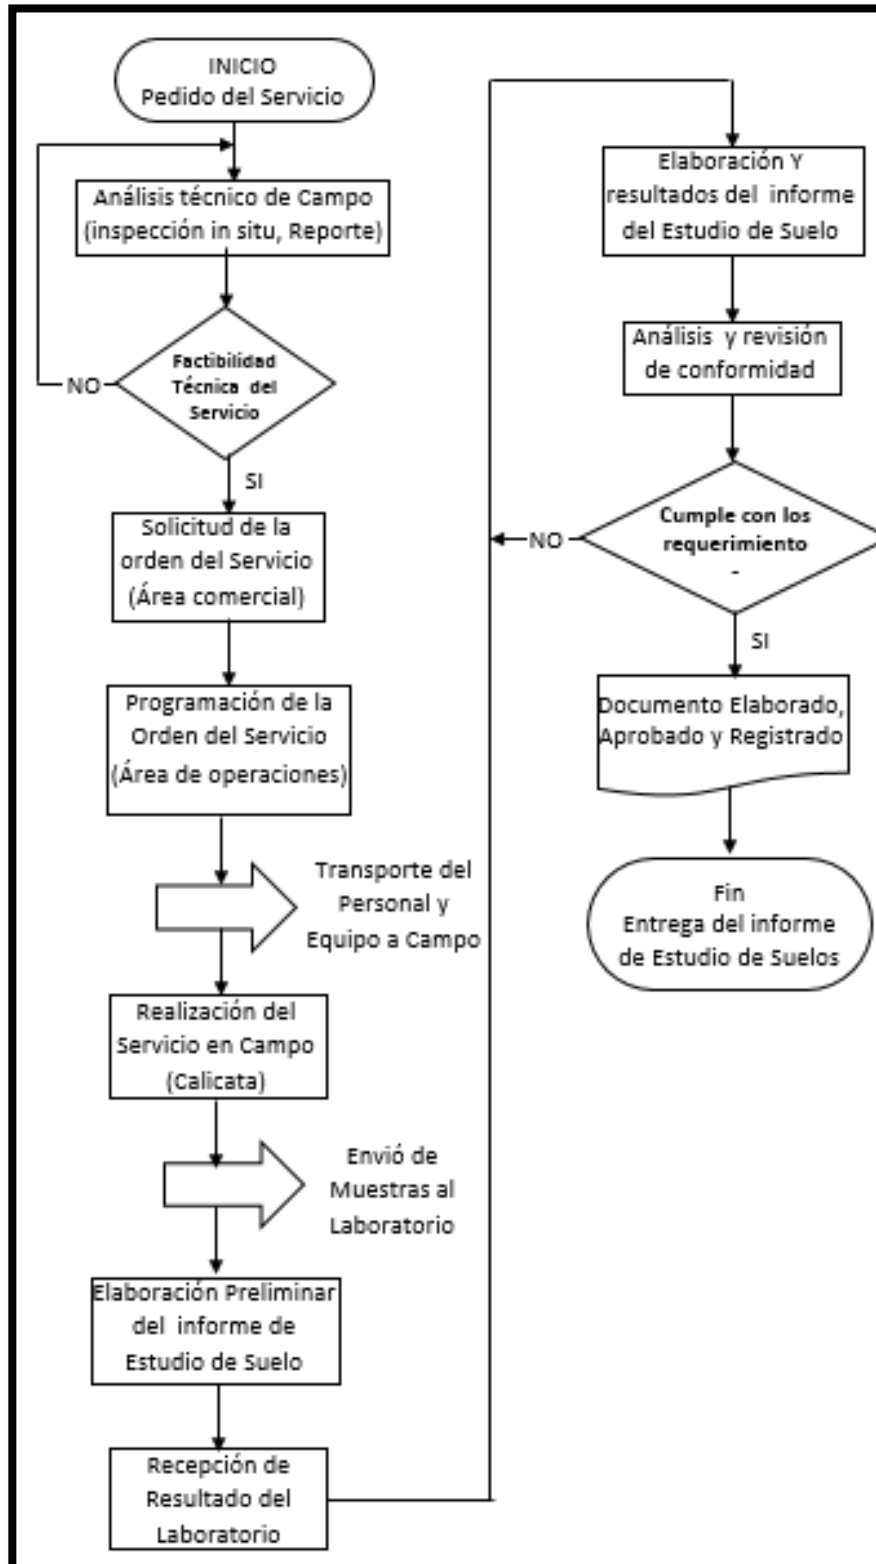 INICIO
Pedido del Servicio
Análisis técnico de Campo
(inspección in situ, Reporte)
Factibilidad
Técnica del
Servicio
NO
SI
Solicitud de la
orden del Servicio
(Área comercial)
Programación de la
Orden del Servicio
(Área de operaciones)
Transporte del
Personal y
Equipo a Campo
Realización del
Servicio en Campo
(Calicata)
Envió de
Muestras al
Laboratorio
Elaboración Preliminar
del informe de
Estudio de Suelo
Recepción de
Resultado del
Laboratorio
Elaboración Y
resultados del informe
del Estudio de Suelo
Análisis y revisión
de conformidad
Cumple con los
requerimiento
-
NO
SI
Documento Elaborado,
Aprobado y Registrado
Fin
Entrega del informe
de Estudio de Suelos